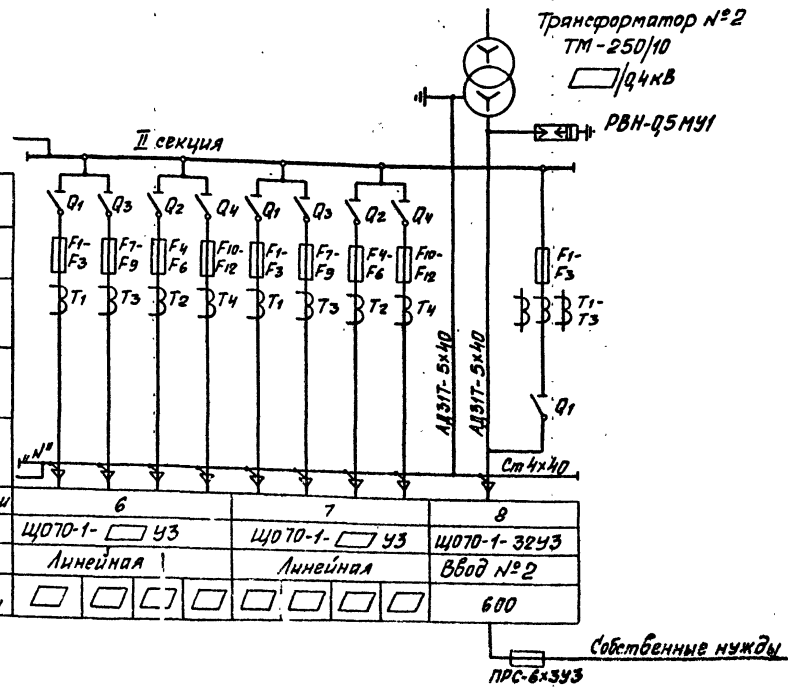 Трансформатор №2
ТМ-250/10
/0,4кВ
РВН-0,5МУ1
II секция
Q1 Q3 Q2 Q4 Q1 Q3 Q2 Q4
F1-F3 F7-F9 F4 F6 F10-F12 F1-F3 F7-F9 F4-F6 F10-F12 F1-F3
T1 T3 T2 T4 T1 T3 T2 T4 T1-T3
АД31Т-5х40 АД31Т-5х40
Q1
„N"
Ст 4х40
6 7 8
ЩО70-1- У3 ЩО70-1- У3 ЩО70-1-32У3
Линейная Линейная Ввод №2
600
Собственные нужды
ПРС-6х3У3